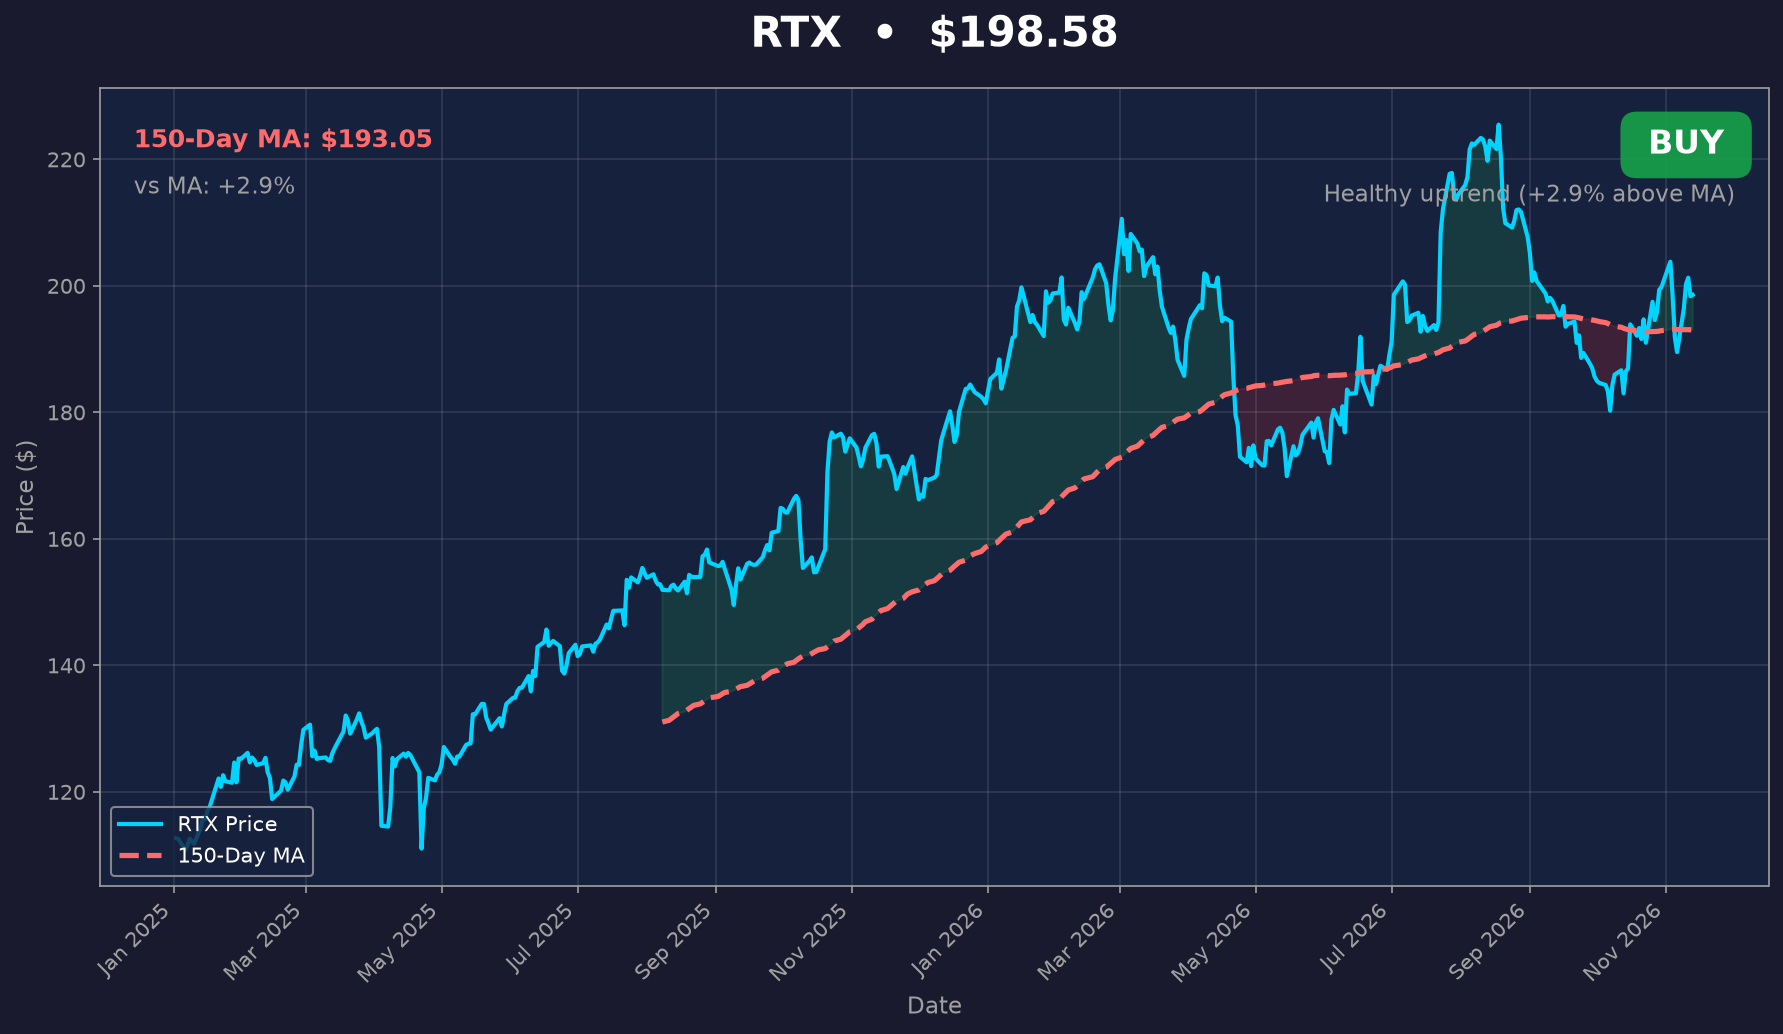 RTX • $198.58
150-Day MA: $193.05
vs MA: +2.9%
BUY
Healthy uptrend (+2.9% above MA)
Price ($)
220
200
180
160
140
120
RTX Price
150-Day MA
Jan 2025
Mar 2025
May 2025
Jul 2025
Sep 2025
Nov 2025
Jan 2026
Mar 2026
May 2026
Jul 2026
Sep 2026
Nov 2026
Date